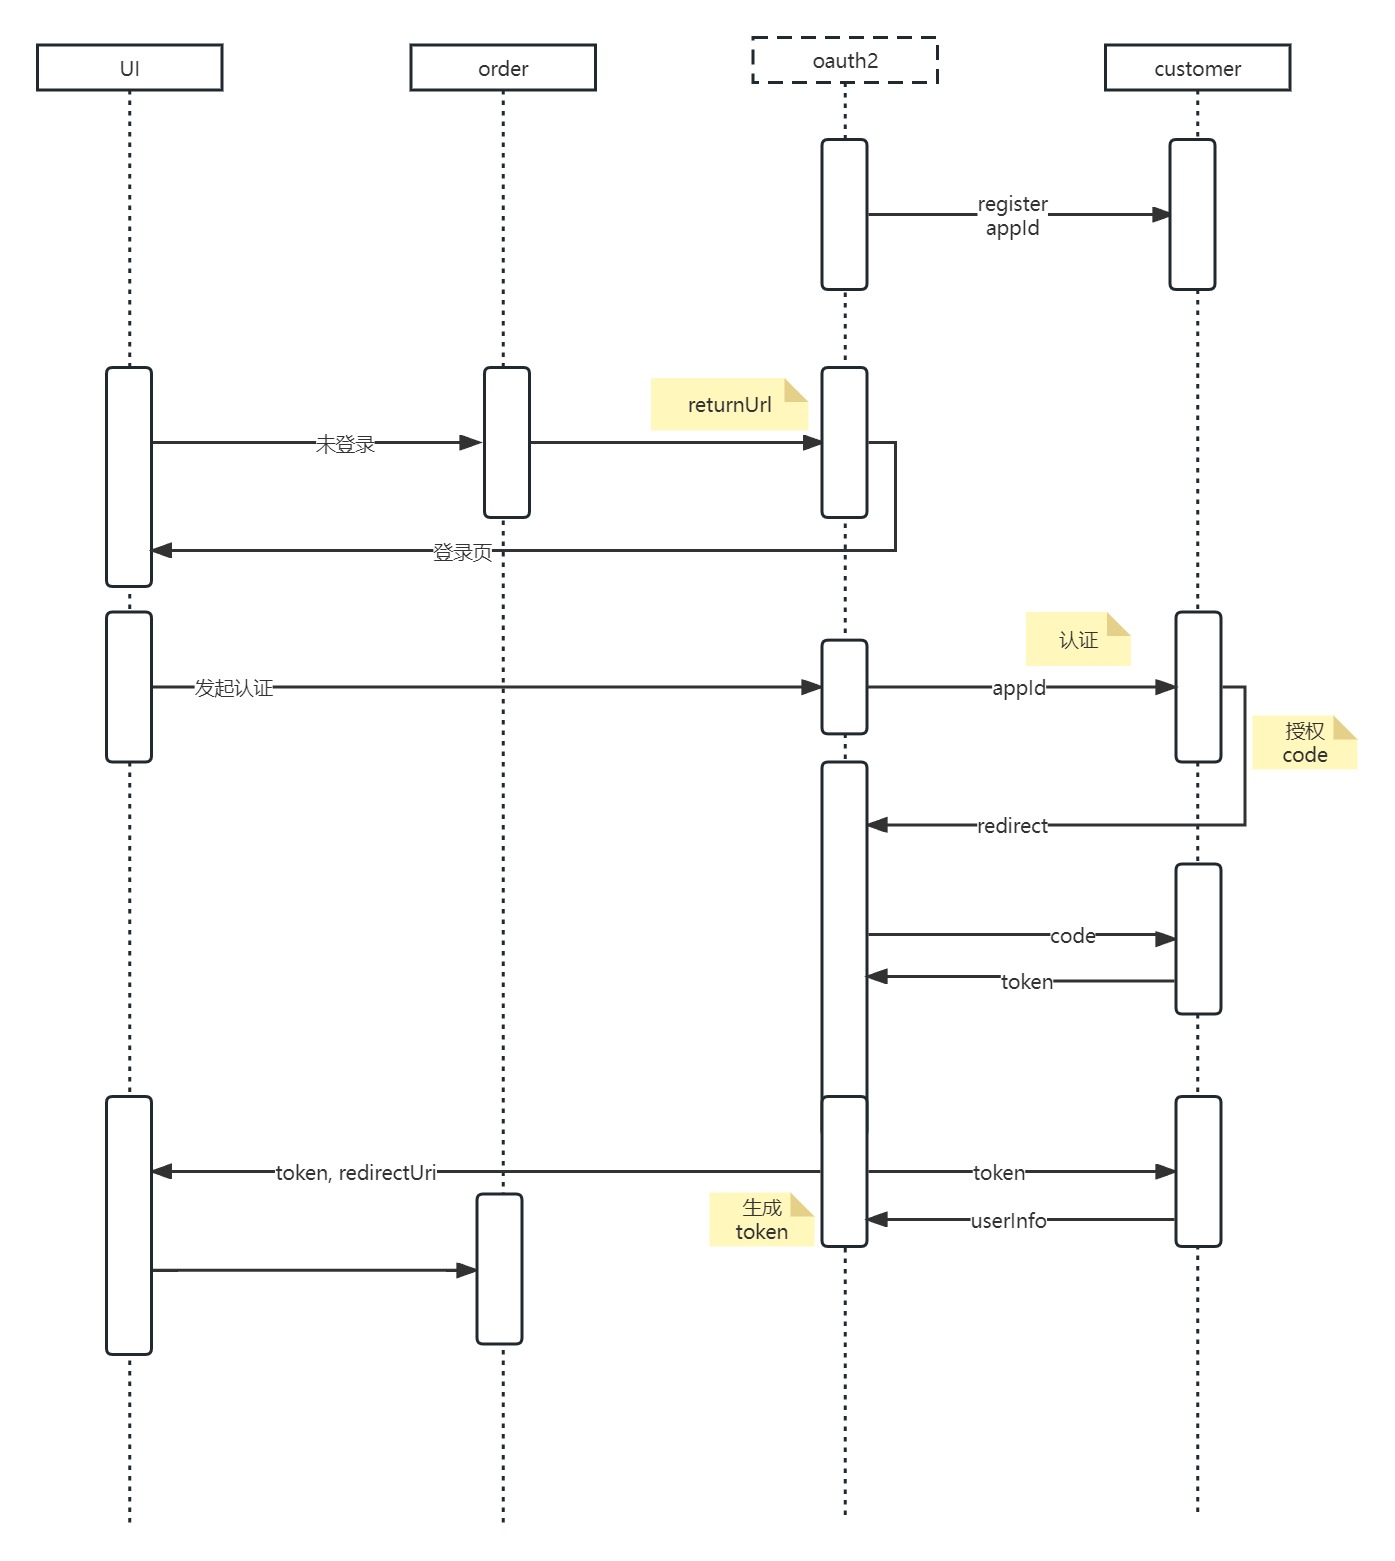 UI
order
oauth2
customer
register
appId
returnUrl
未登录
登录页
认证
发起认证
appId
授权
code
redirect
code
token
token, redirectUri
token
生成
token
userInfo